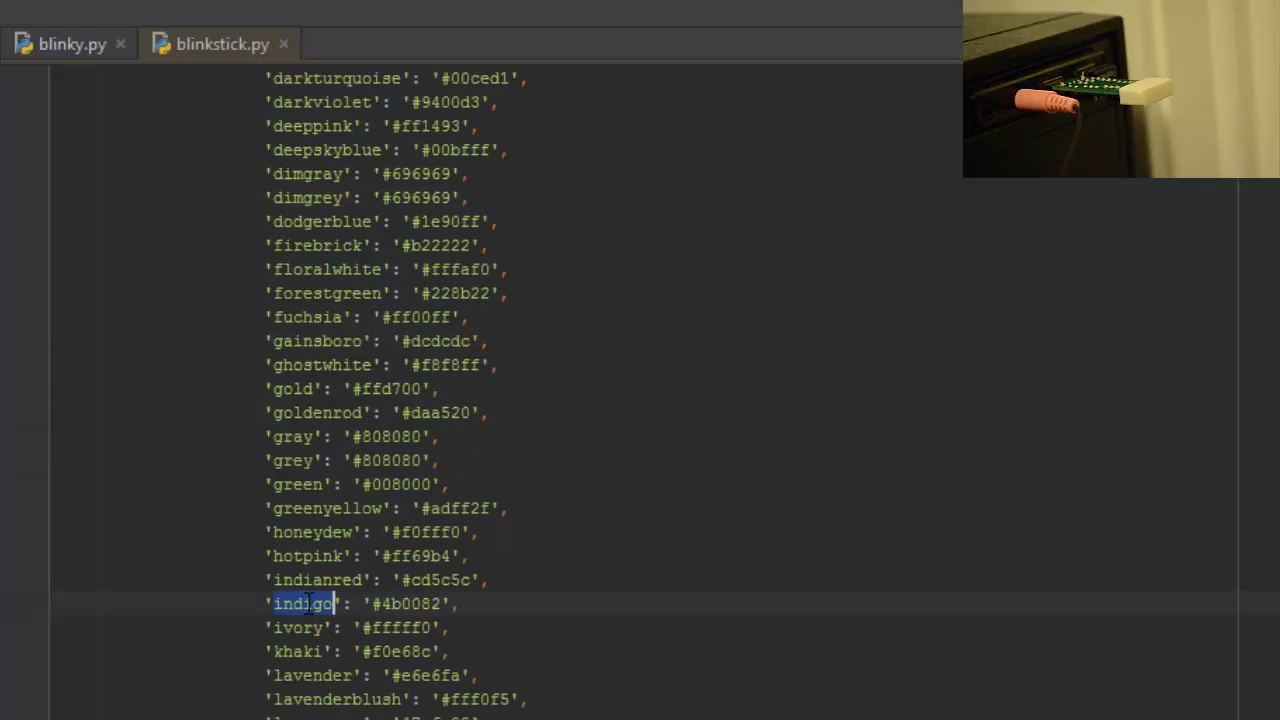 blinky.py
blinkstick.py
'darkturquoise': '#00ced1',
'darkviolet': '#9400d3',
'deeppink': '#ff1493',
'deepskyblue': '#00bfff',
'dimgray': '#696969',
'dimgrey': '#696969',
'dodgerblue': '#1e90ff',
'firebrick': '#b22222',
'floralwhite': '#fffaf0',
'forestgreen': '#228b22',
'fuchsia': '#ff00ff',
'gainsboro': '#dcdcdc',
'ghostwhite': '#f8f8ff',
'gold': '#ffd700',
'goldenrod': '#daa520',
'gray': '#808080',
'grey': '#808080',
'green': '#008000',
'greenyellow': '#adff2f',
'honeydew': '#f0fff0',
'hotpink': '#ff69b4',
'indianred': '#cd5c5c',
'indigo': '#4b0082',
'ivory': '#fffff0',
'khaki': '#f0e68c',
'lavender': '#e6e6fa',
'lavenderblush': '#fff0f5',